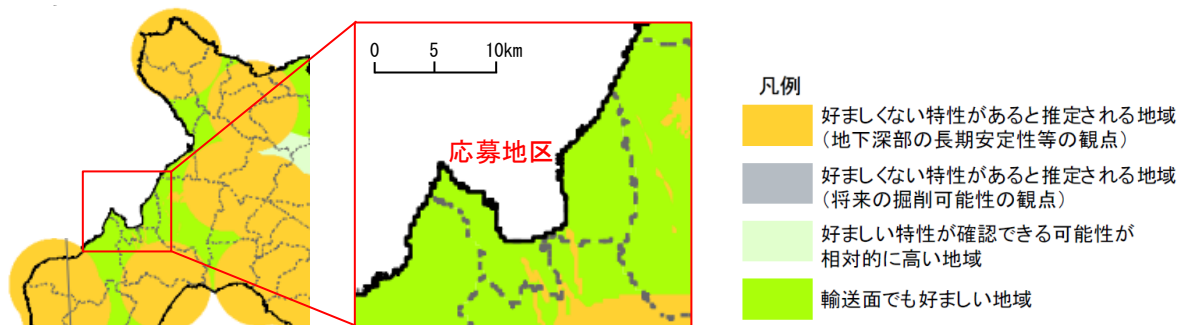 0 5 10km
応募地区
凡例
好ましくない特性があると推定される地域
（地下深部の長期安定性等の観点）
好ましくない特性があると推定される地域
（将来の掘削可能性の観点）
好ましい特性が確認できる可能性が
相対的に高い地域
輸送面でも好ましい地域